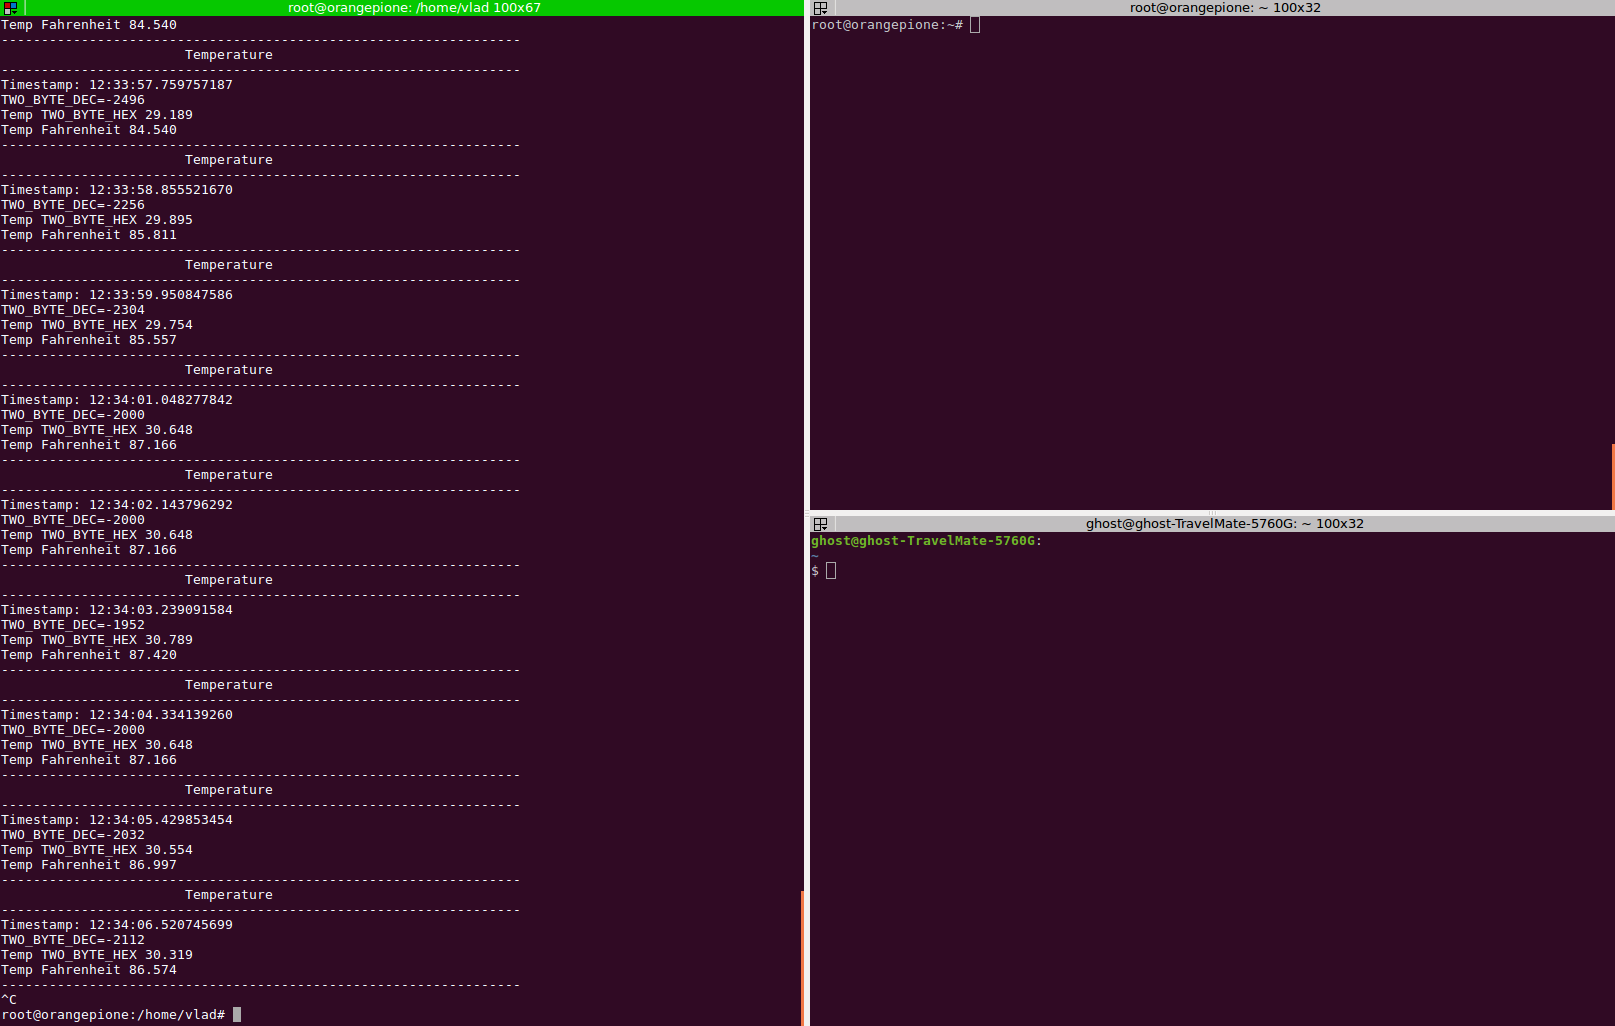 root@orangepione: /home/vlad 100x67
Temp Fahrenheit 84.540
-----------------------------------------------------------------
                       Temperature
-----------------------------------------------------------------
Timestamp: 12:33:57.759757187
TWO_BYTE_DEC=-2496
Temp TWO_BYTE_HEX 29.189
Temp Fahrenheit 84.540
-----------------------------------------------------------------
                       Temperature
-----------------------------------------------------------------
Timestamp: 12:33:58.855521670
TWO_BYTE_DEC=-2256
Temp TWO_BYTE_HEX 29.895
Temp Fahrenheit 85.811
-----------------------------------------------------------------
                       Temperature
-----------------------------------------------------------------
Timestamp: 12:33:59.950847586
TWO_BYTE_DEC=-2304
Temp TWO_BYTE_HEX 29.754
Temp Fahrenheit 85.557
-----------------------------------------------------------------
                       Temperature
-----------------------------------------------------------------
Timestamp: 12:34:01.048277842
TWO_BYTE_DEC=-2000
Temp TWO_BYTE_HEX 30.648
Temp Fahrenheit 87.166
-----------------------------------------------------------------
                       Temperature
-----------------------------------------------------------------
Timestamp: 12:34:02.143796292
TWO_BYTE_DEC=-2000
Temp TWO_BYTE_HEX 30.648
Temp Fahrenheit 87.166
-----------------------------------------------------------------
                       Temperature
-----------------------------------------------------------------
Timestamp: 12:34:03.239091584
TWO_BYTE_DEC=-1952
Temp TWO_BYTE_HEX 30.789
Temp Fahrenheit 87.420
-----------------------------------------------------------------
                       Temperature
-----------------------------------------------------------------
Timestamp: 12:34:04.334139260
TWO_BYTE_DEC=-2000
Temp TWO_BYTE_HEX 30.648
Temp Fahrenheit 87.166
-----------------------------------------------------------------
                       Temperature
-----------------------------------------------------------------
Timestamp: 12:34:05.429853454
TWO_BYTE_DEC=-2032
Temp TWO_BYTE_HEX 30.554
Temp Fahrenheit 86.997
-----------------------------------------------------------------
                       Temperature
-----------------------------------------------------------------
Timestamp: 12:34:06.520745699
TWO_BYTE_DEC=-2112
Temp TWO_BYTE_HEX 30.319
Temp Fahrenheit 86.574
-----------------------------------------------------------------
^C
root@orangepione:/home/vlad#
root@orangepione: ~ 100x32
root@orangepione:~#
ghost@ghost-TravelMate-5760G: ~ 100x32
ghost@ghost-TravelMate-5760G:
~
$